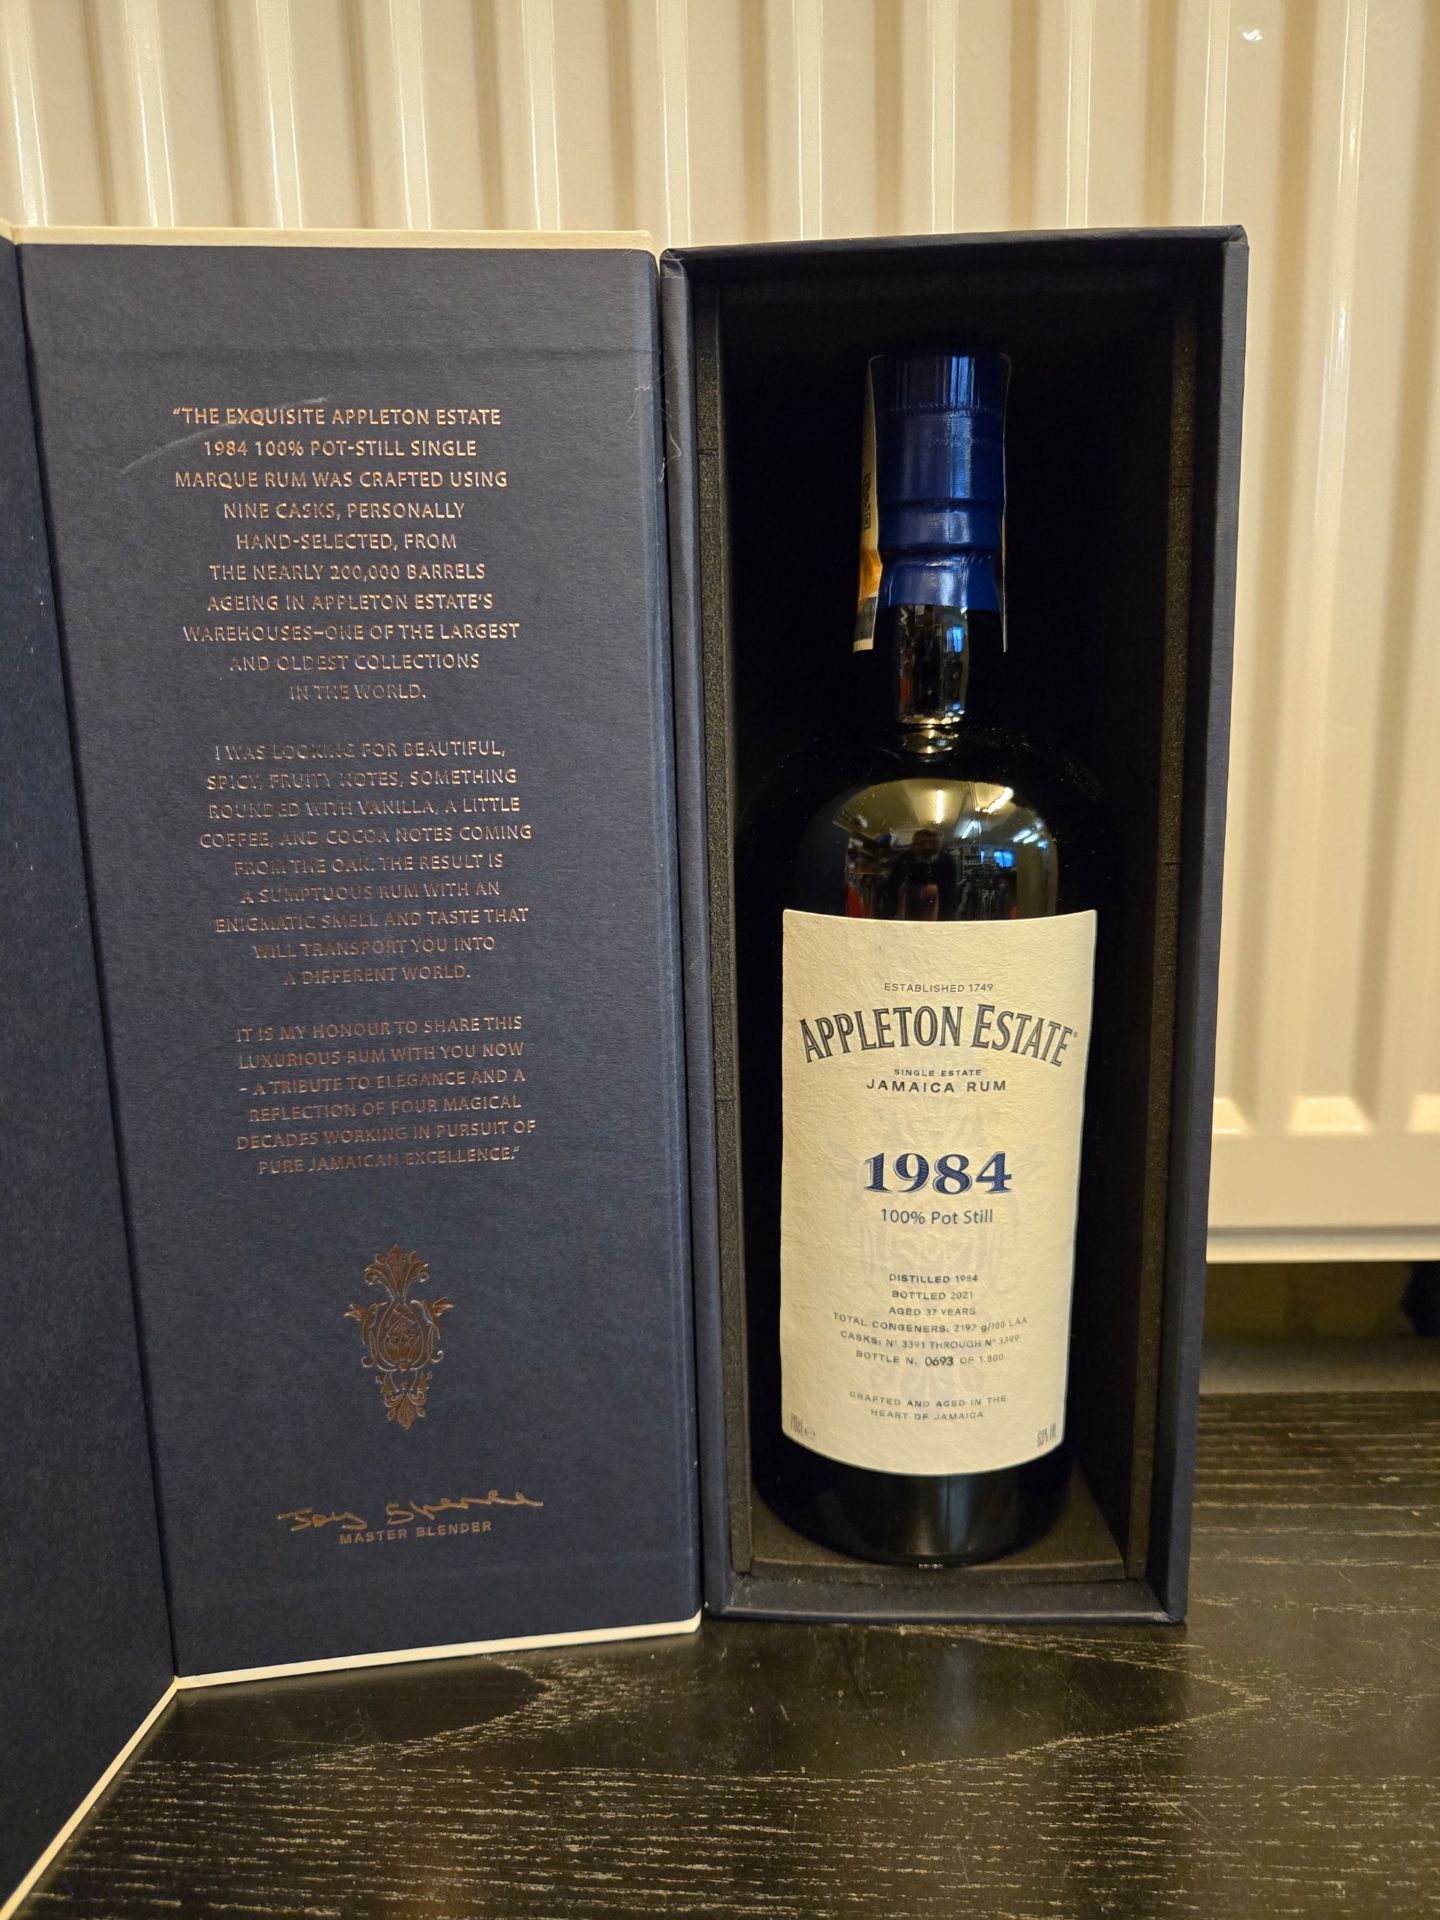 "THE EXQUISITE APPLETON ESTATE
1984 100% POT-STILL SINGLE
MARQUE RUM WAS CRAFTED USING
NINE CASKS, PERSONALLY
HAND-SELECTED, FROM
THE NEARLY 200,000 BARRELS
AGEING IN APPLETON ESTATE'S
WAREHOUSES–ONE OF THE LARGEST
AND OLDEST COLLECTIONS
IN THE WORLD.
I WAS LOOKING FOR BEAUTIFUL,
SPICY, FRUITY NOTES, SOMETHING
ROUNDED WITH VANILLA, A LITTLE
COFFEE, AND COCOA NOTES COMING
FROM THE OAK. THE RESULT IS
A SUMPTUOUS RUM WITH AN
ENIGMATIC SMELL AND TASTE THAT
WILL TRANSPORT YOU INTO
A DIFFERENT WORLD.
IT IS MY HONOUR TO SHARE THIS
LUXURIOUS RUM WITH YOU NOW
- A TRIBUTE TO ELEGANCE AND A
REFLECTION OF FOUR MAGICAL
DECADES WORKING IN PURSUIT OF
PURE JAMAICAN EXCELLENCE."
Joy Spence
MASTER BLENDER
ESTABLISHED 1749
APPLETON ESTATE®
SINGLE ESTATE
JAMAICA RUM
1984
100% Pot Still
DISTILLED 1984
BOTTLED 2021
AGED 37 YEARS
TOTAL CONGENERS: 2197 g/100 LAA
CASKS: N° 3391 THROUGH N° 3399
BOTTLE N. 0693 OF 1.800
CRAFTED AND AGED IN THE
HEART OF JAMAICA
70cl ℮